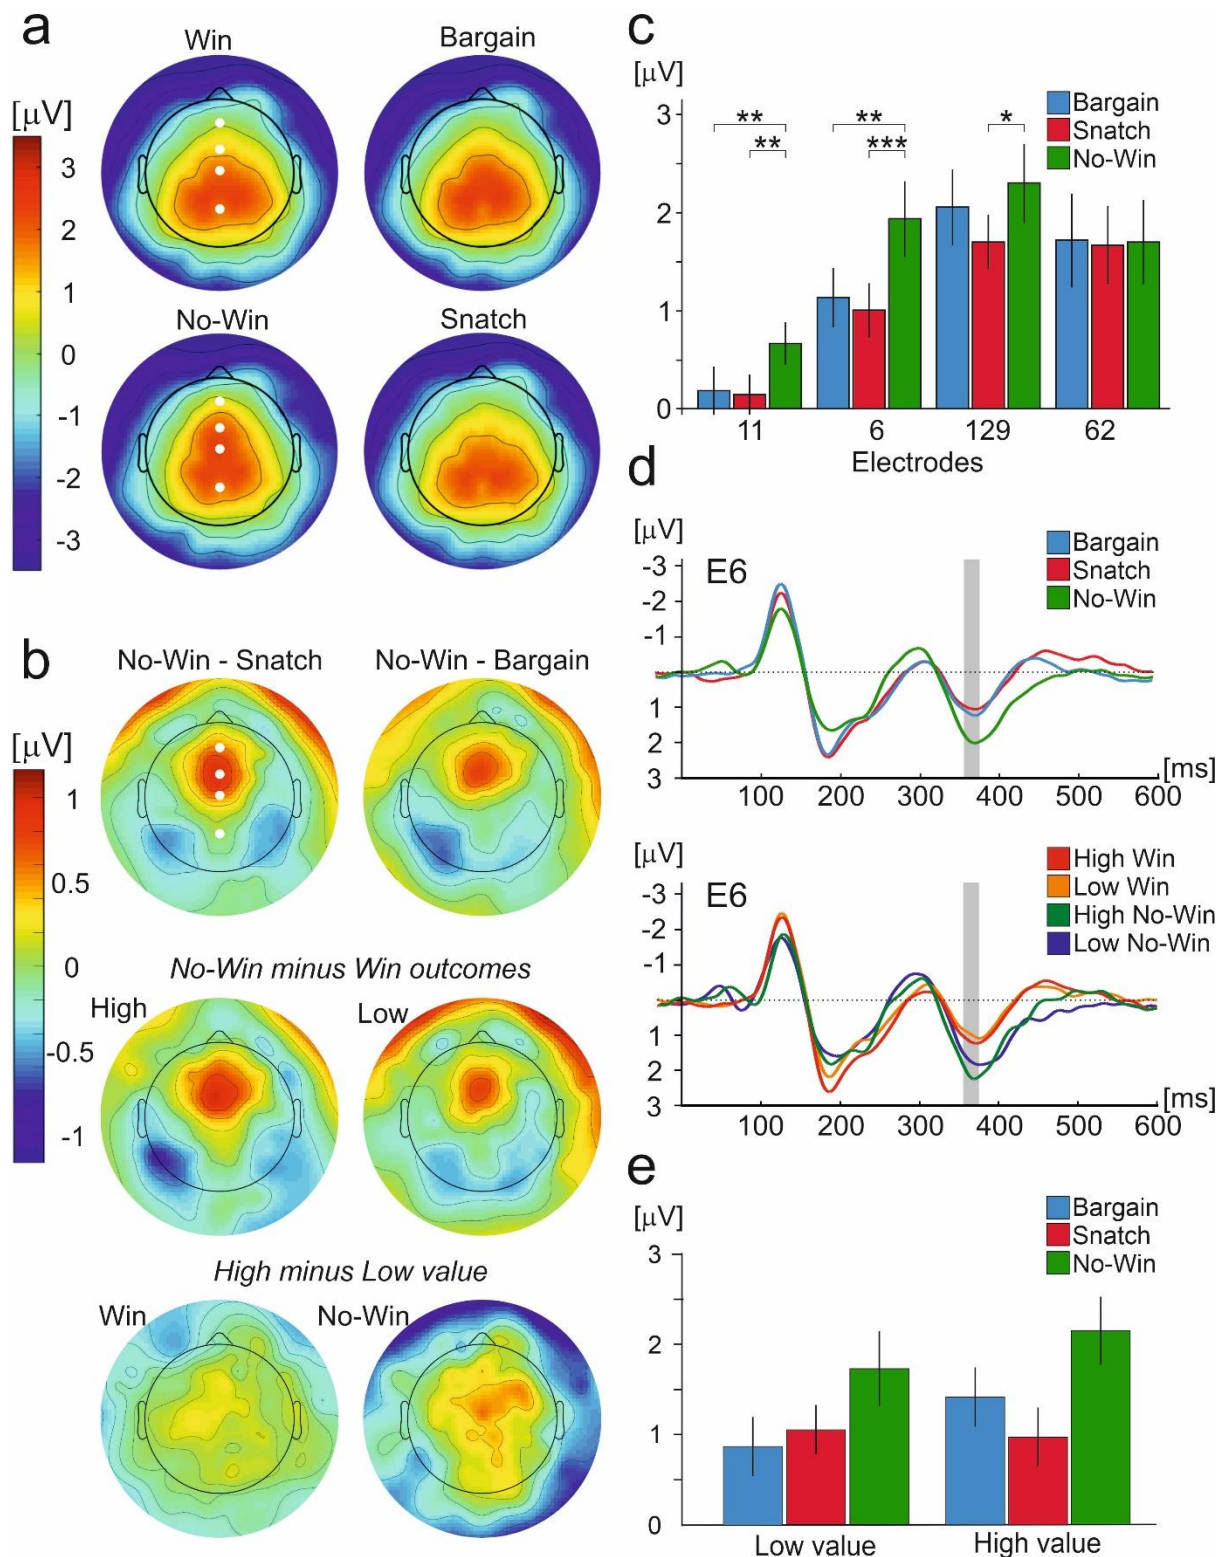 a
Win
Bargain
[μV]
3
2
1
0
-1
-2
-3
No-Win
Snatch
b
No-Win - Snatch
No-Win - Bargain
[μV]
1
0.5
0
-0.5
-1
No-Win minus Win outcomes
High
Low
High minus Low value
Win
No-Win
c
[μV]
Bargain
Snatch
No-Win
3
2
1
0
** ** *
** ***
11 6 129 62
Electrodes
d
[μV]
Bargain
Snatch
No-Win
E6
-3
-2
-1
1
2
3
[ms]
100 200 300 400 500 600
[μV]
High Win
Low Win
High No-Win
Low No-Win
E6
-3
-2
-1
1
2
3
[ms]
100 200 300 400 500 600
e
[μV]
Bargain
Snatch
No-Win
3
2
1
0
Low value High value